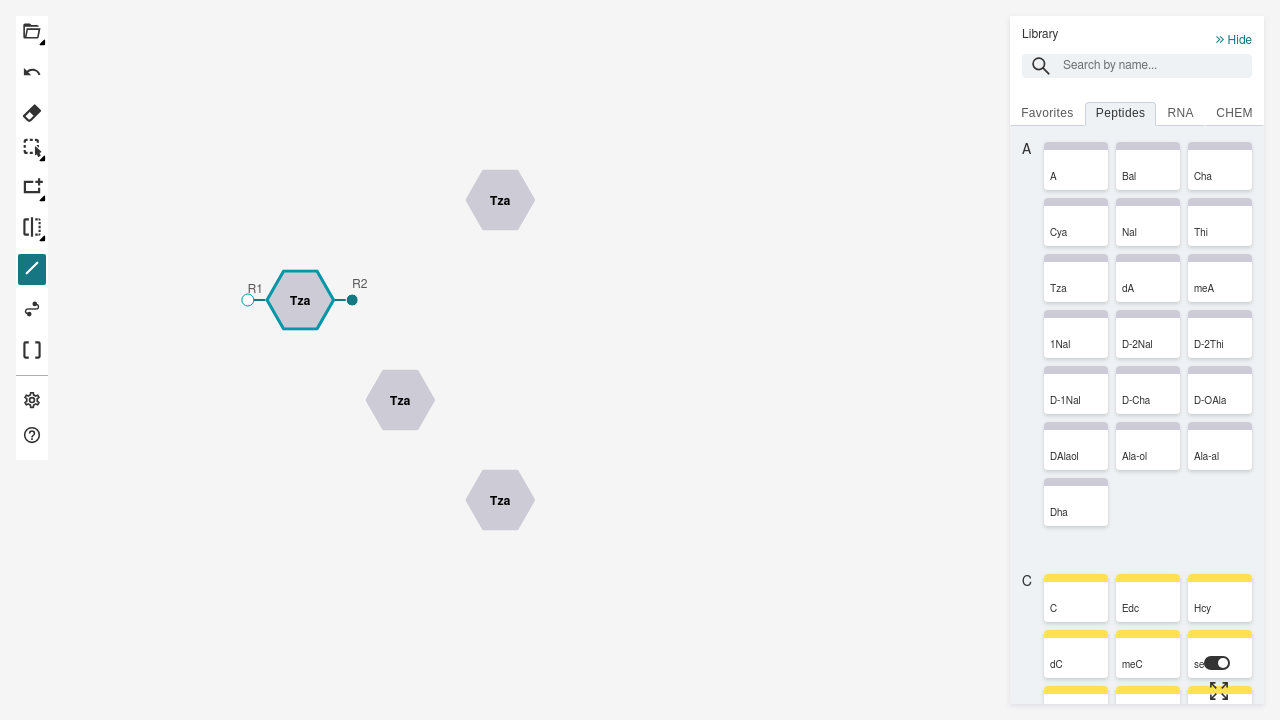 Library
Hide
Search by name...
Favorites Peptides RNA CHEM
A
A Bal Cha
Cya Nal Thi
Tza dA meA
1Nal D-2Nal D-2Thi
D-1Nal D-Cha D-OAla
DAlaol Ala-ol Ala-al
Dha
C
C Edc Hcy
dC meC
Tza
R1 Tza R2
Tza
Tza